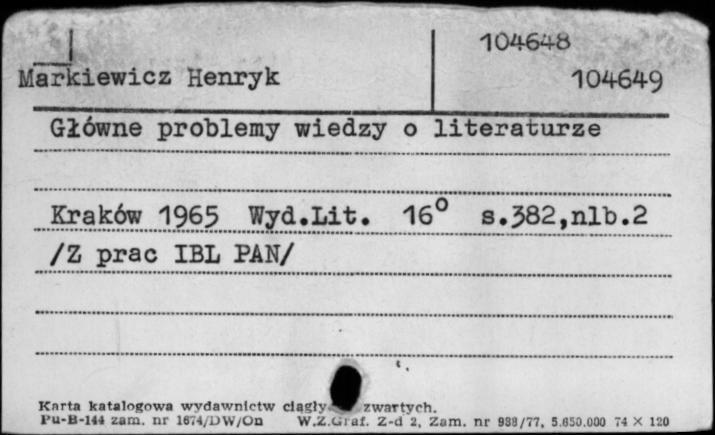 104648
Markiewicz Henryk 104649
Główne problemy wiedzy o literaturze
Kraków 1965 Wyd.Lit. 16° s.382,nlb.2
/Z prac IBL PAN/
Karta katalogowa wydawnictw ciągły zwartych.
Pu-B-144 zam. nr 1674/DW/On W.Z.Graf. Z-d 2, Zam. nr 938/77, 5.650.000 74 × 120